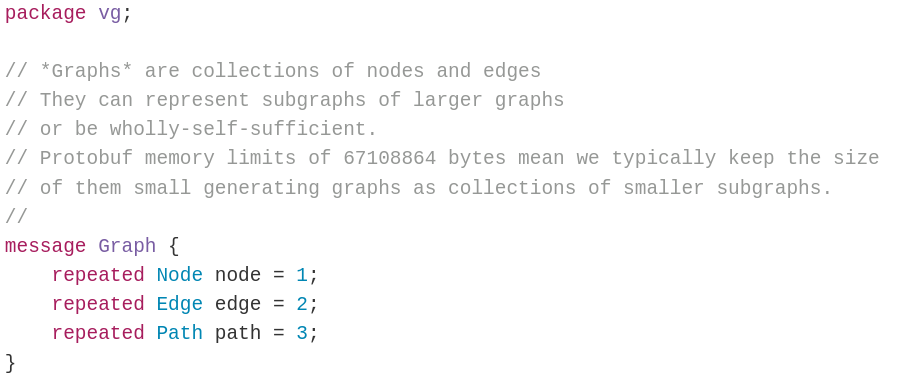 package vg;

// *Graphs* are collections of nodes and edges
// They can represent subgraphs of larger graphs
// or be wholly-self-sufficient.
// Protobuf memory limits of 67108864 bytes mean we typically keep the size
// of them small generating graphs as collections of smaller subgraphs.
//
message Graph {
    repeated Node node = 1;
    repeated Edge edge = 2;
    repeated Path path = 3;
}